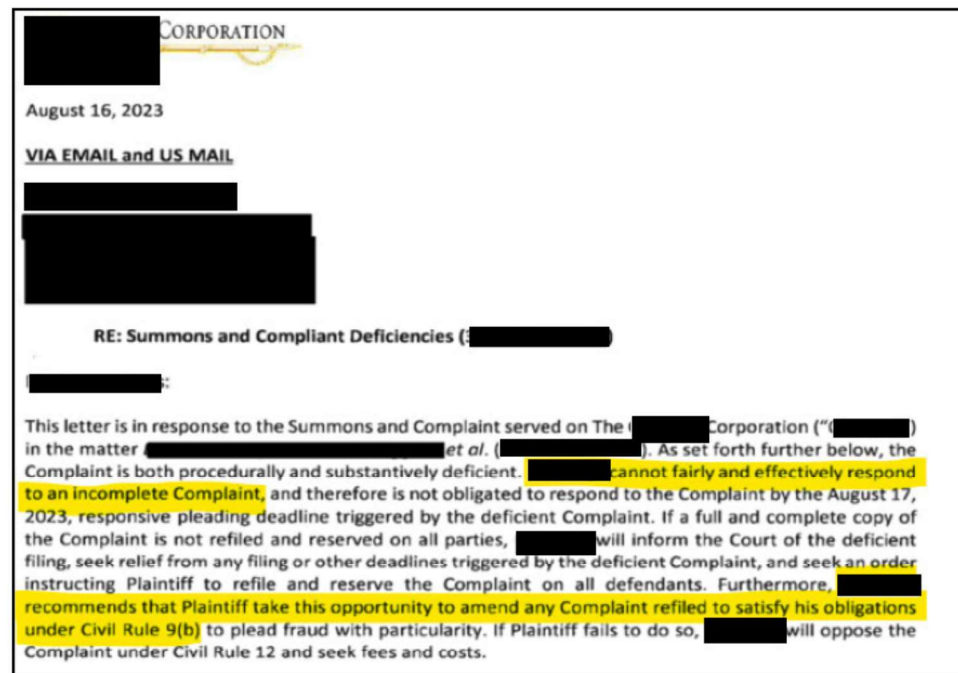 CORPORATION
August 16, 2023
VIA EMAIL and US MAIL
RE: Summons and Compliant Deficiencies (
:
This letter is in response to the Summons and Complaint served on The Corporation (" )
in the matter et al. ( ). As set forth further below, the
Complaint is both procedurally and substantively deficient. cannot fairly and effectively respond
to an incomplete Complaint, and therefore is not obligated to respond to the Complaint by the August 17,
2023, responsive pleading deadline triggered by the deficient Complaint. If a full and complete copy of
the Complaint is not refiled and reserved on all parties, will inform the Court of the deficient
filing, seek relief from any filing or other deadlines triggered by the deficient Complaint, and seek an order
instructing Plaintiff to refile and reserve the Complaint on all defendants. Furthermore,
recommends that Plaintiff take this opportunity to amend any Complaint refiled to satisfy his obligations
under Civil Rule 9(b) to plead fraud with particularity. If Plaintiff fails to do so, will oppose the
Complaint under Civil Rule 12 and seek fees and costs.